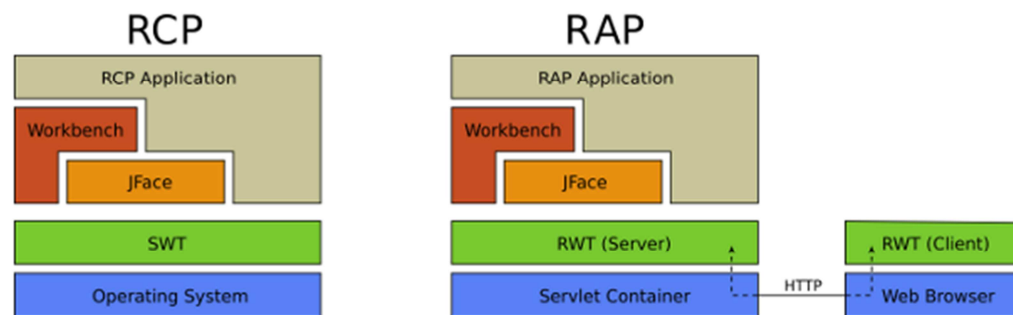 RCP
RCP Application
Workbench
JFace
SWT
Operating System
RAP
RAP Application
Workbench
JFace
RWT (Server)
Servlet Container
HTTP
RWT (Client)
Web Browser